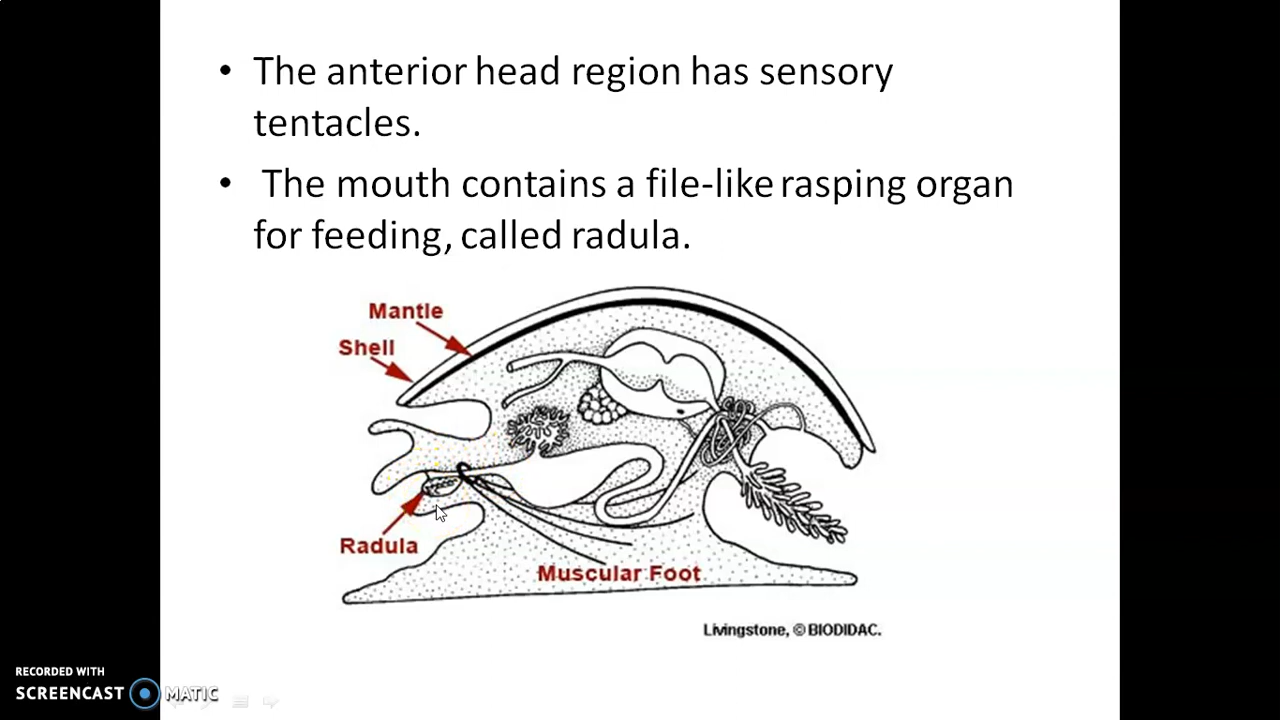 • The anterior head region has sensory
tentacles.
• The mouth contains a file-like rasping organ
for feeding, called radula.
Mantle
Shell
Radula
Muscular Foot
Livingstone, © BIODIDAC.
RECORDED WITH
SCREENCAST MATIC